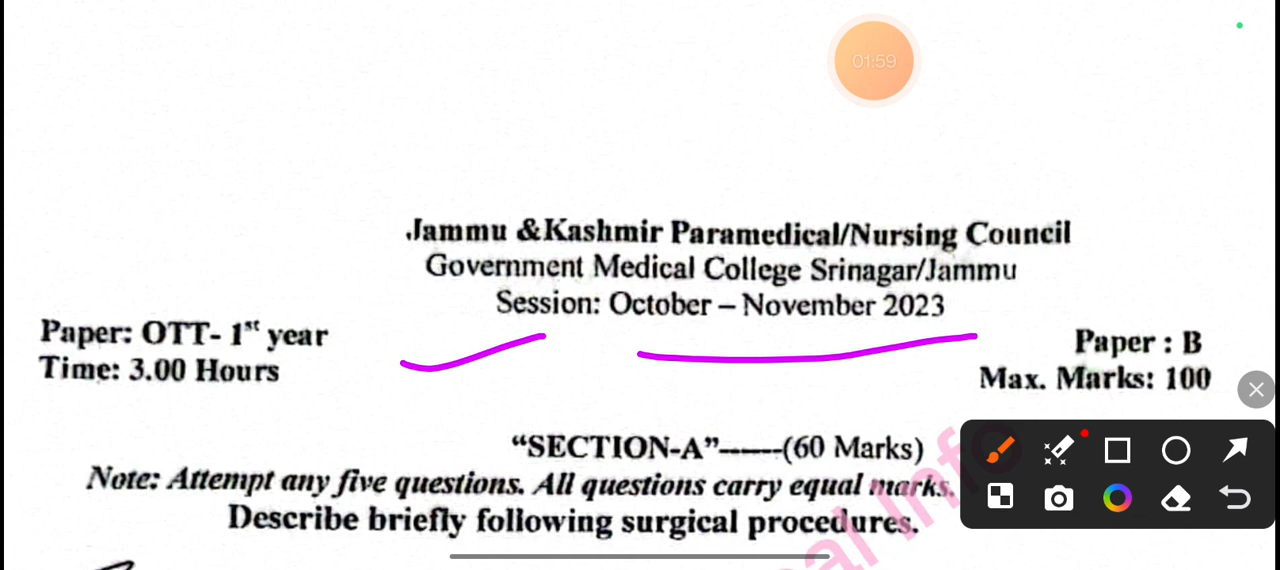 01:59
Jammu &Kashmir Paramedical/Nursing Council
Government Medical College Srinagar/Jammu
Session: October – November 2023
Paper: OTT- 1st year
Paper : B
Time: 3.00 Hours
Max. Marks: 100
“SECTION-A”------(60 Marks)
Note: Attempt any five questions. All questions carry equal marks.
Describe briefly following surgical procedures.